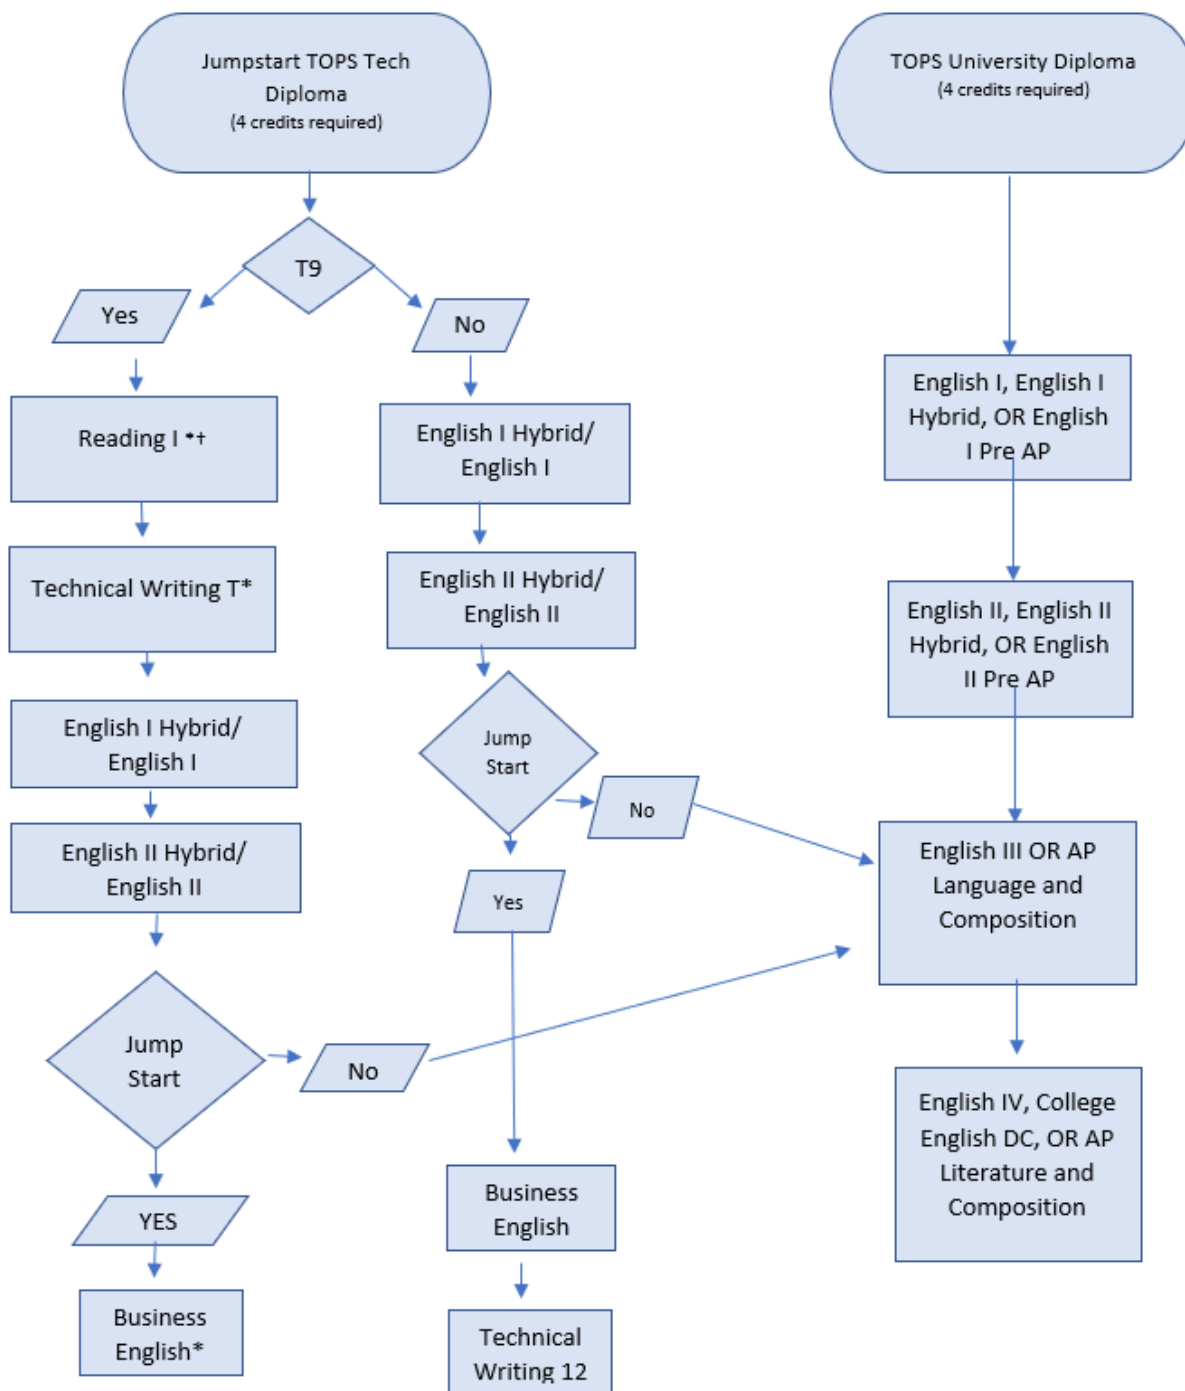 Jumpstart TOPS Tech
Diploma
(4 credits required)
TOPS University Diploma
(4 credits required)
T9
Yes
No
Reading I *†
English I Hybrid/
English I
English I, English I
Hybrid, OR English
I Pre AP
Technical Writing T*
English II Hybrid/
English II
English II, English II
Hybrid, OR English
II Pre AP
English I Hybrid/
English I
Jump
Start
No
English II Hybrid/
English II
Yes
English III OR AP
Language and
Composition
Jump
Start
No
English IV, College
English DC, OR AP
Literature and
Composition
YES
Business
English
Business
English*
Technical
Writing 12